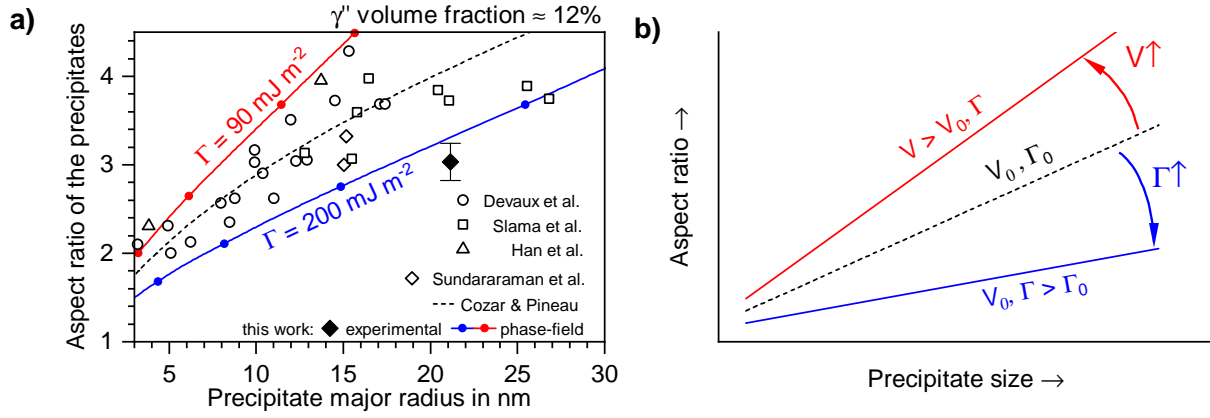 γ'' volume fraction ≈ 12%
a)
Aspect ratio of the precipitates
4
3
2
1
Γ = 90 mJ m⁻²
Γ = 200 mJ m⁻²
Devaux et al.
Slama et al.
Han et al.
Sundararaman et al.
Cozar & Pineau
this work: experimental phase-field
5 10 15 20 25 30
Precipitate major radius in nm
b)
Aspect ratio →
V↑
V > V₀, Γ
V₀, Γ₀
Γ↑
V₀, Γ > Γ₀
Precipitate size →